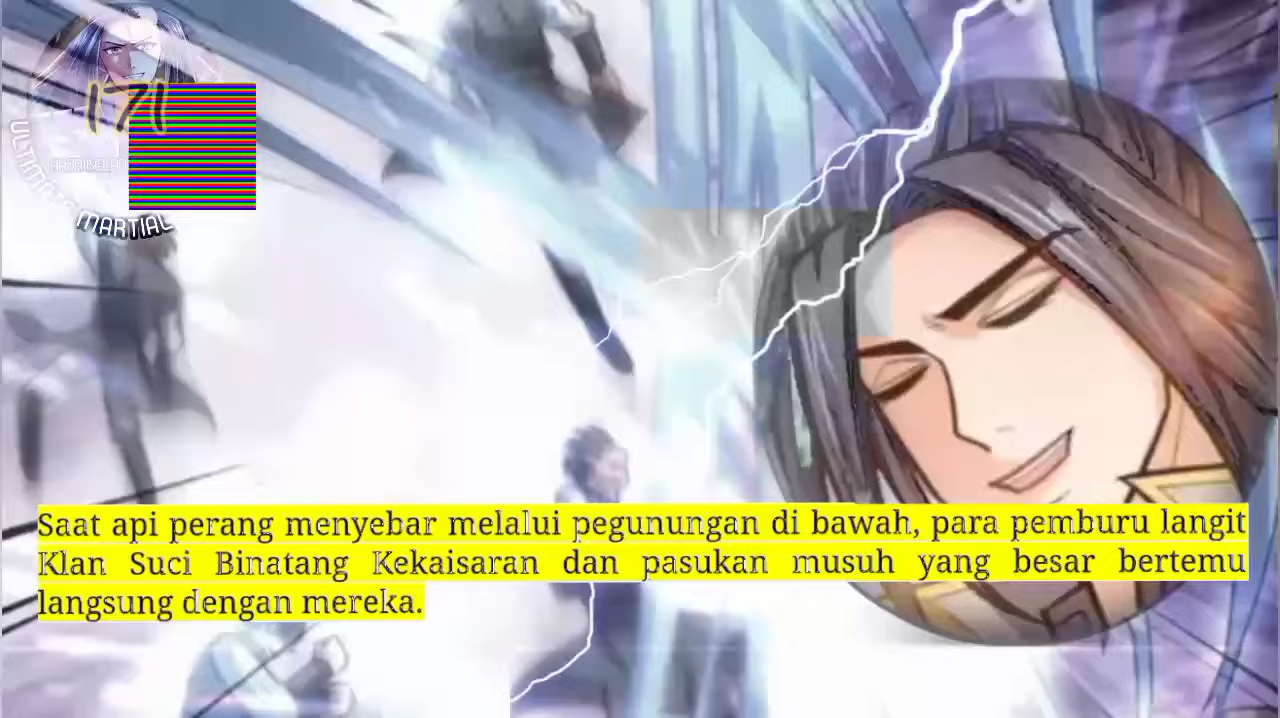 171
MARTIAL
Saat api perang menyebar melalui pegunungan di bawah, para pemburu langit
Klan Suci Binatang Kekaisaran dan pasukan musuh yang besar bertemu
langsung dengan mereka.